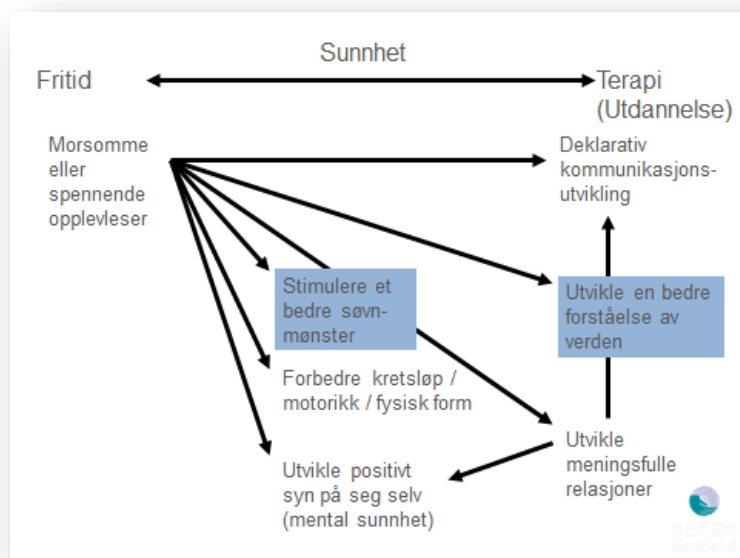 Sunnhet
Fritid
Terapi
(Utdannelse)
Morsomme
eller
spennende
opplevleser
Deklarativ
kommunikasjons-
utvikling
Stimulere et
bedre søvn-
mønster
Utvikle en bedre
forståelse av
verden
Forbedre kretsløp /
motorikk / fysisk form
Utvikle positivt
syn på seg selv
(mental sunnhet)
Utvikle
meningsfulle
relasjoner
sense
Scotland